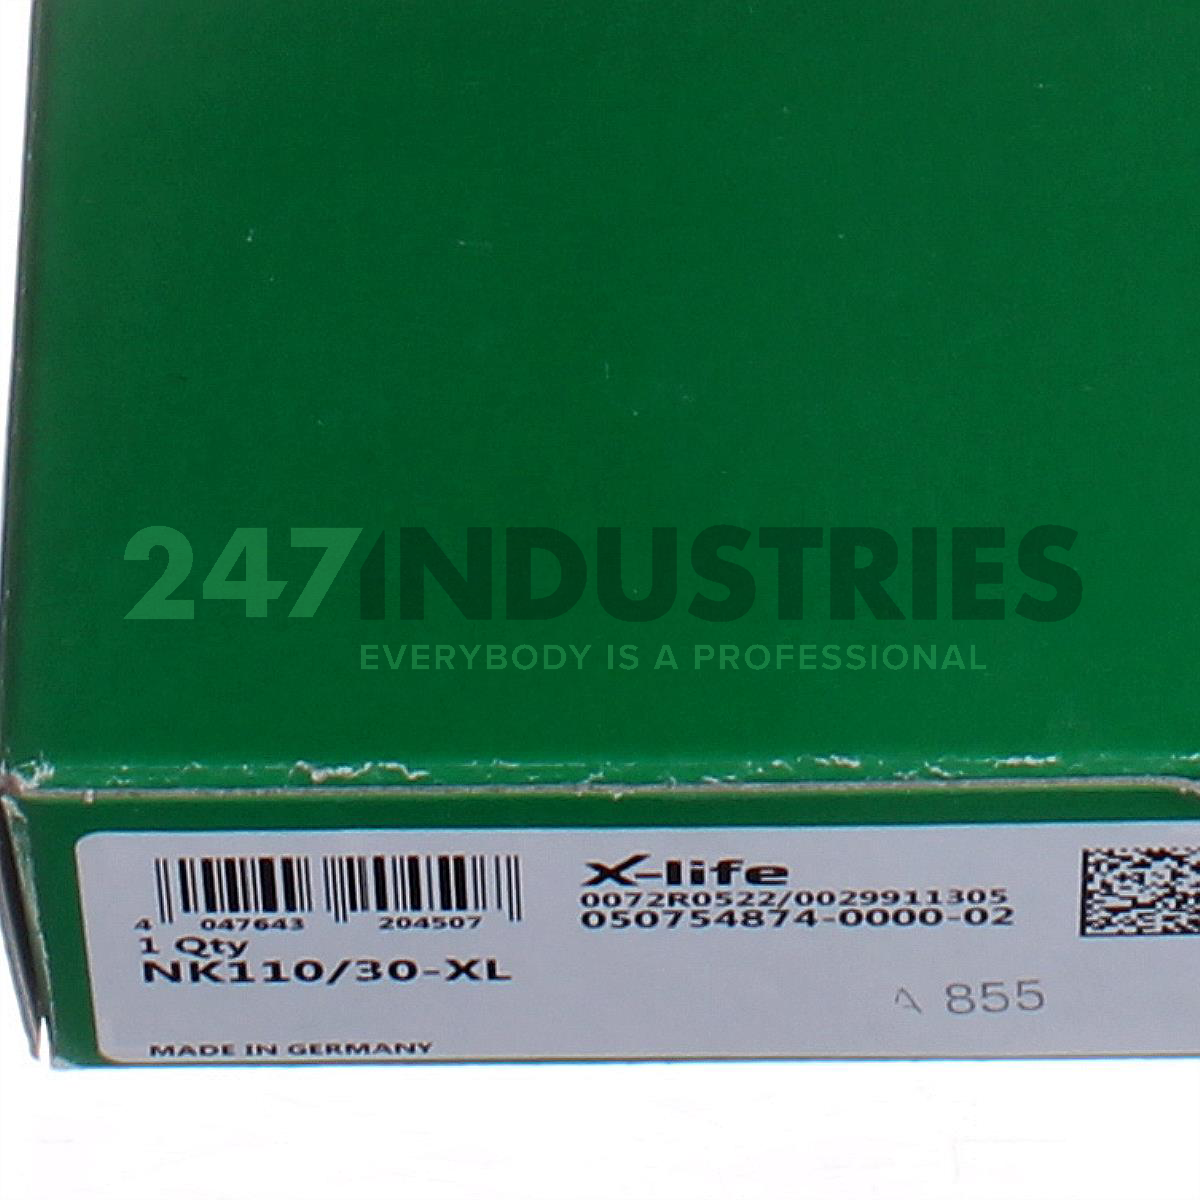 247INDUSTRIES
EVERYBODY IS A PROFESSIONAL
4 047643 204507
1 Qty
NK110/30-XL
MADE IN GERMANY
X-life
0072R0522/0029911305
050754874-0000-02
A 855